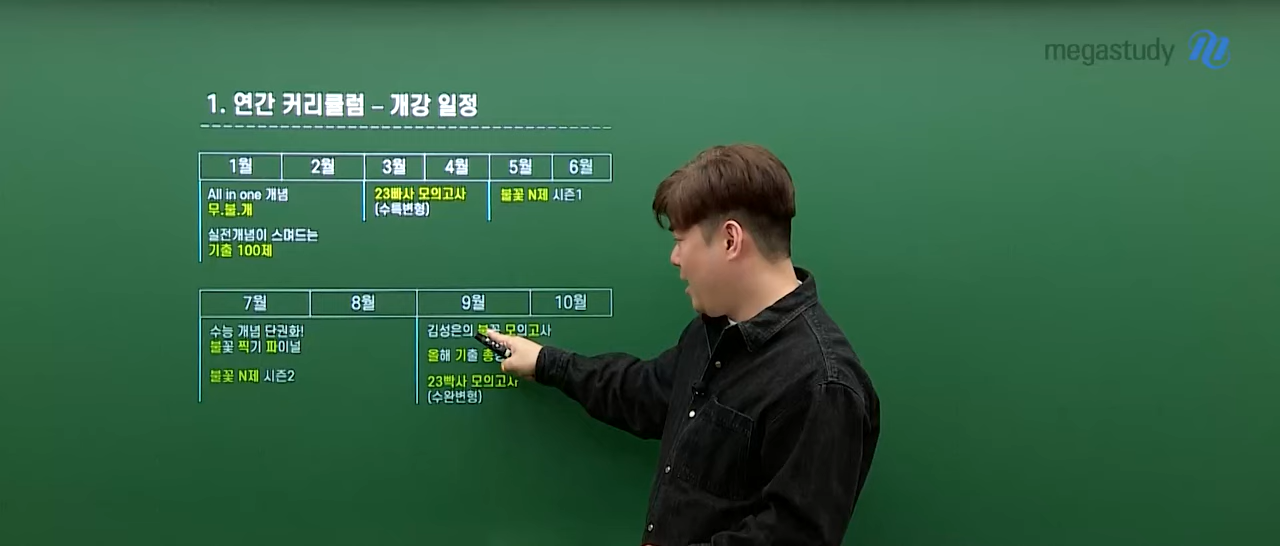 megastudy
1. 연간 커리큘럼 – 개강 일정
1월 2월 3월 4월 5월 6월
All in one 개념
무.불.개
실전개념이 스며드는
기출 100제
23빠사 모의고사
(수특변형)
불꽃 N제 시즌1
7월 8월 9월 10월
수능 개념 단권화!
불꽃 찍기 파이널
불꽃 N제 시즌2
김성은의 불꽃 모의고사
올해 기출 총
23빡사 모의고사
(수완변형)